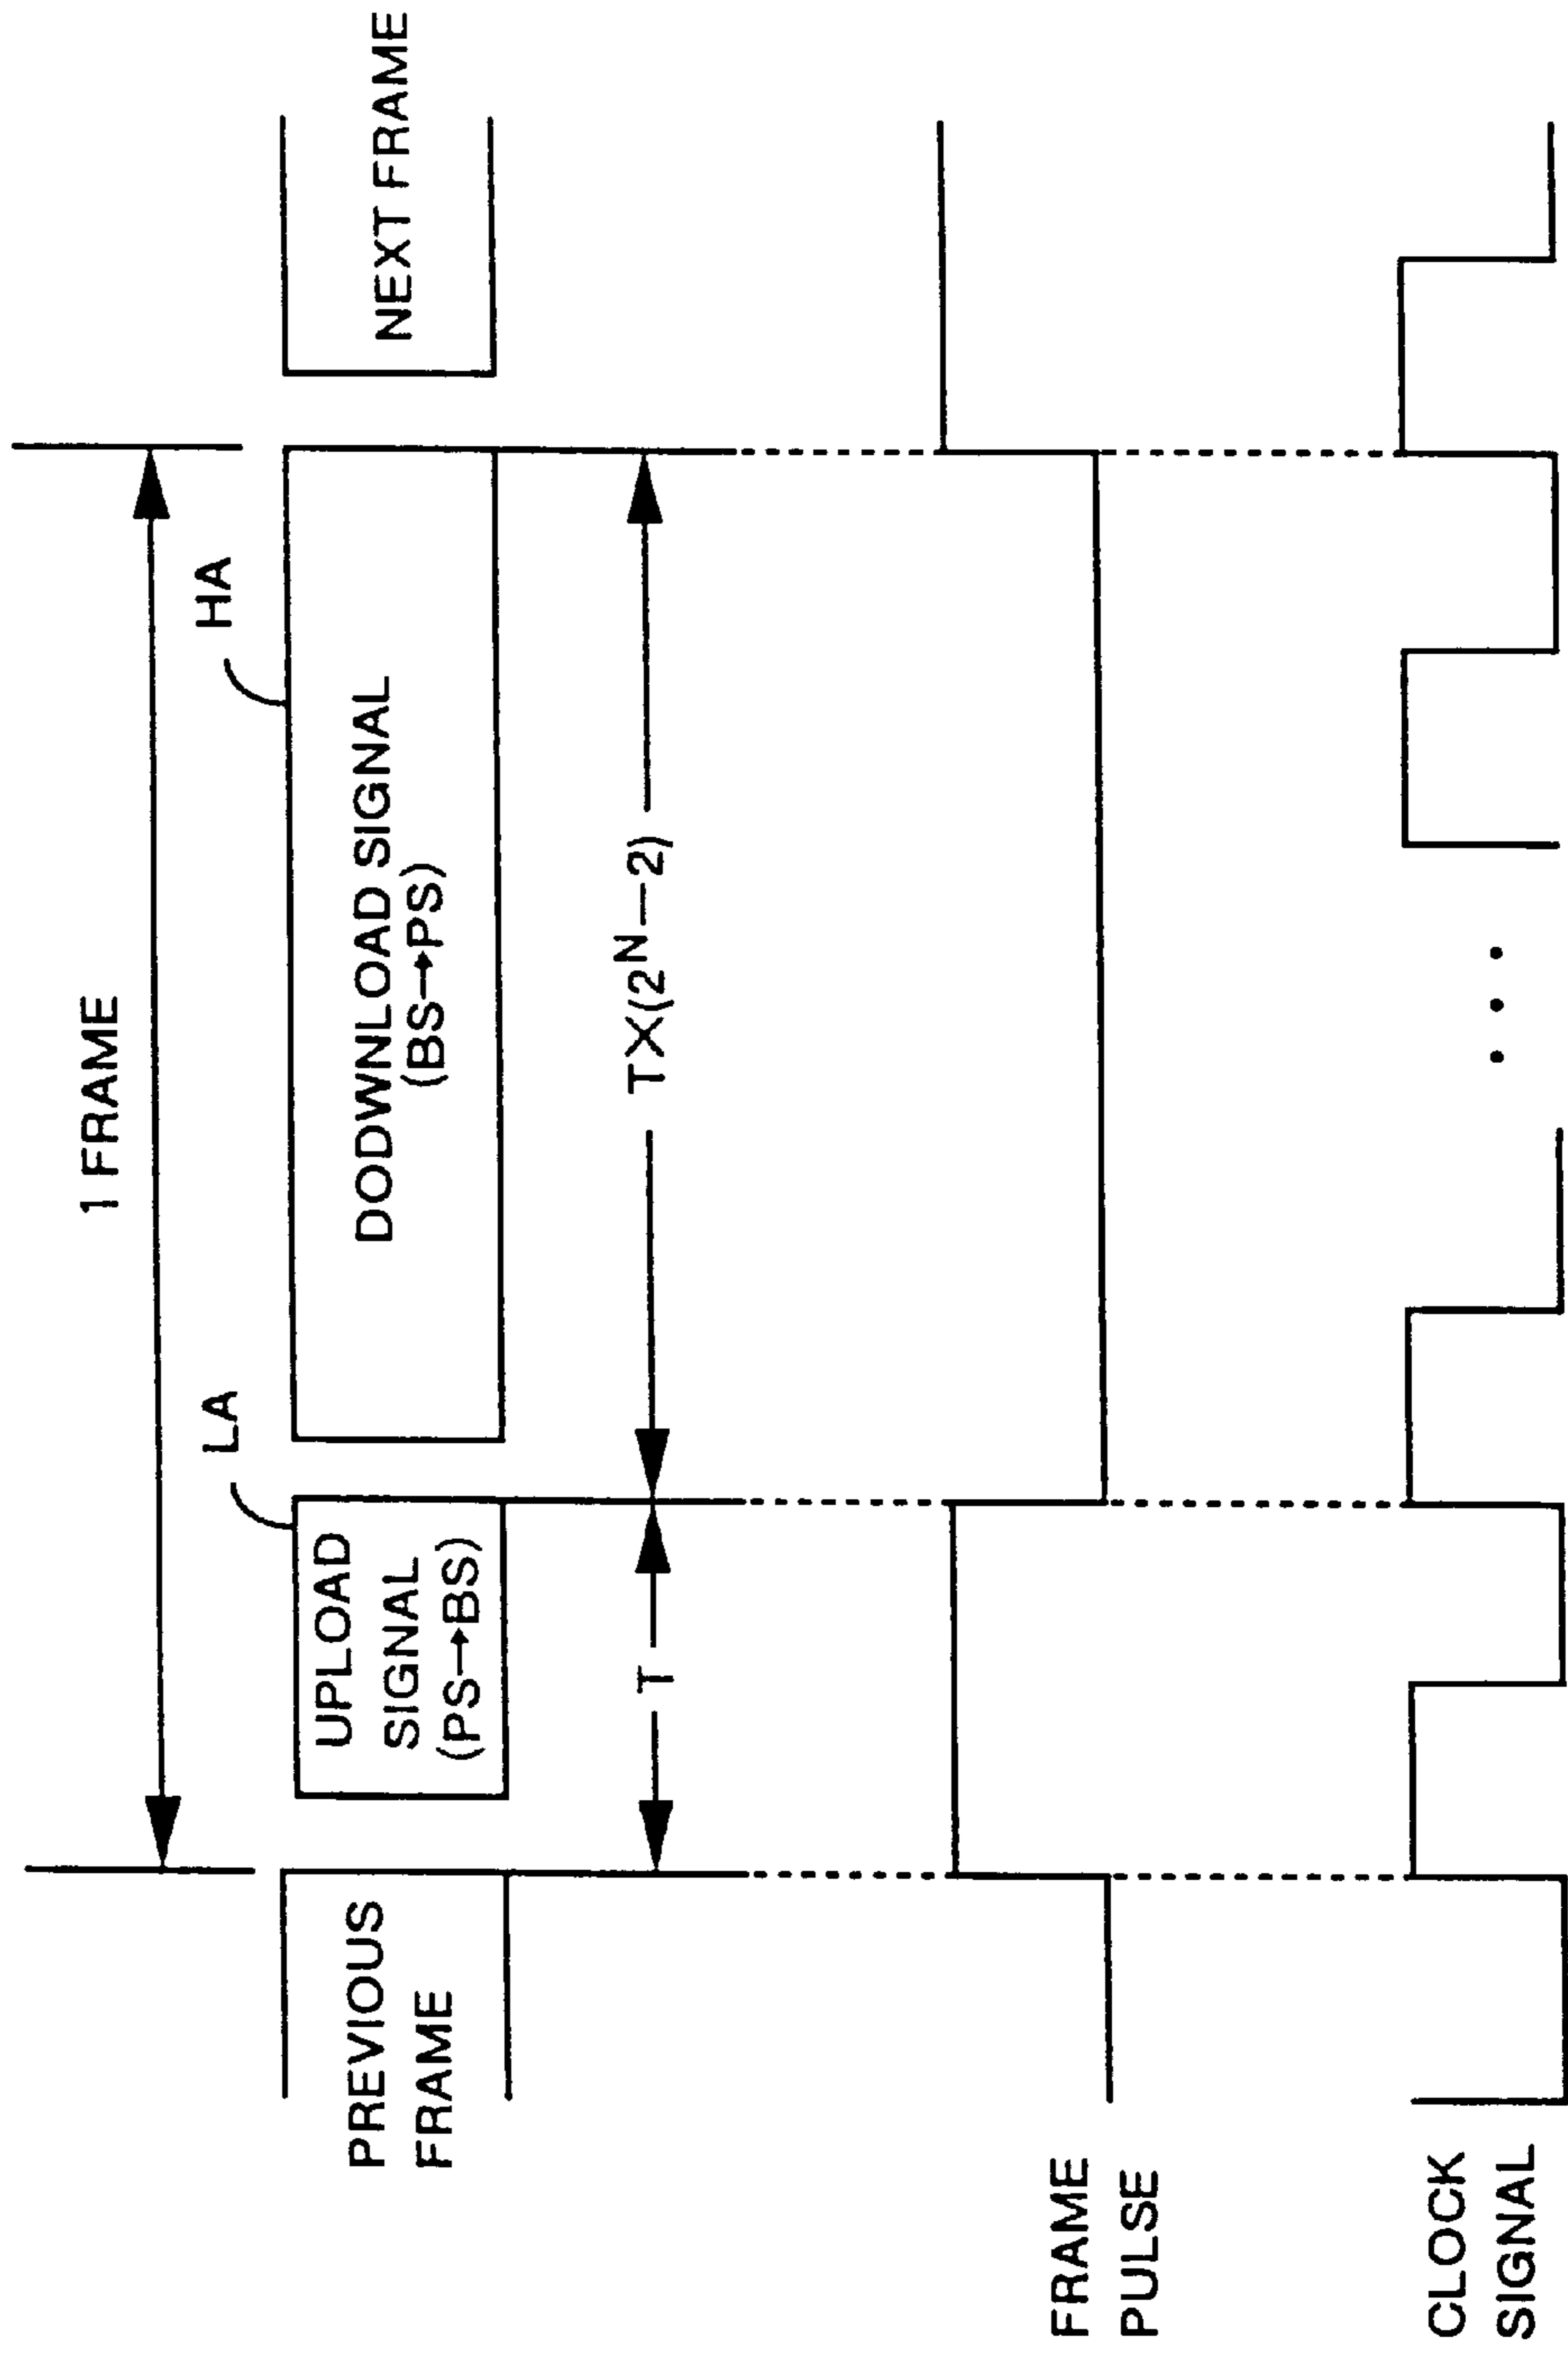 1 FRAME
LA
HA
PREVIOUS
FRAME
UPLOAD
SIGNAL
(PS→BS)
DODWNLOAD SIGNAL
(BS→PS)
NEXT FRAME
T
TX(2ᴺ—2)
FRAME
PULSE
CLOCK
SIGNAL
• • •